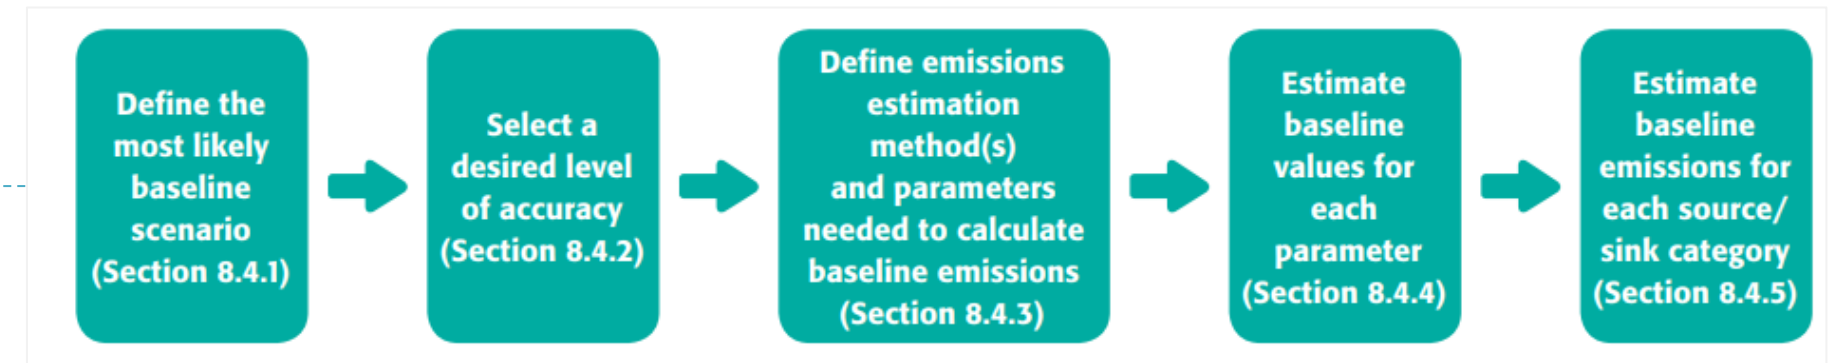 Define the
most likely
baseline
scenario
(Section 8.4.1)
Select a
desired level
of accuracy
(Section 8.4.2)
Define emissions
estimation
method(s)
and parameters
needed to calculate
baseline emissions
(Section 8.4.3)
Estimate
baseline
values for
each
parameter
(Section 8.4.4)
Estimate
baseline
emissions for
each source/
sink category
(Section 8.4.5)